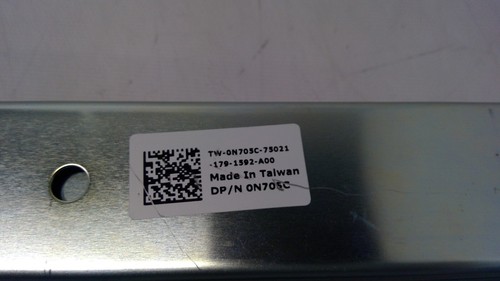 TW-0N705C-75021
-179-1592-A00
Made In Taiwan
DP/N 0N705C